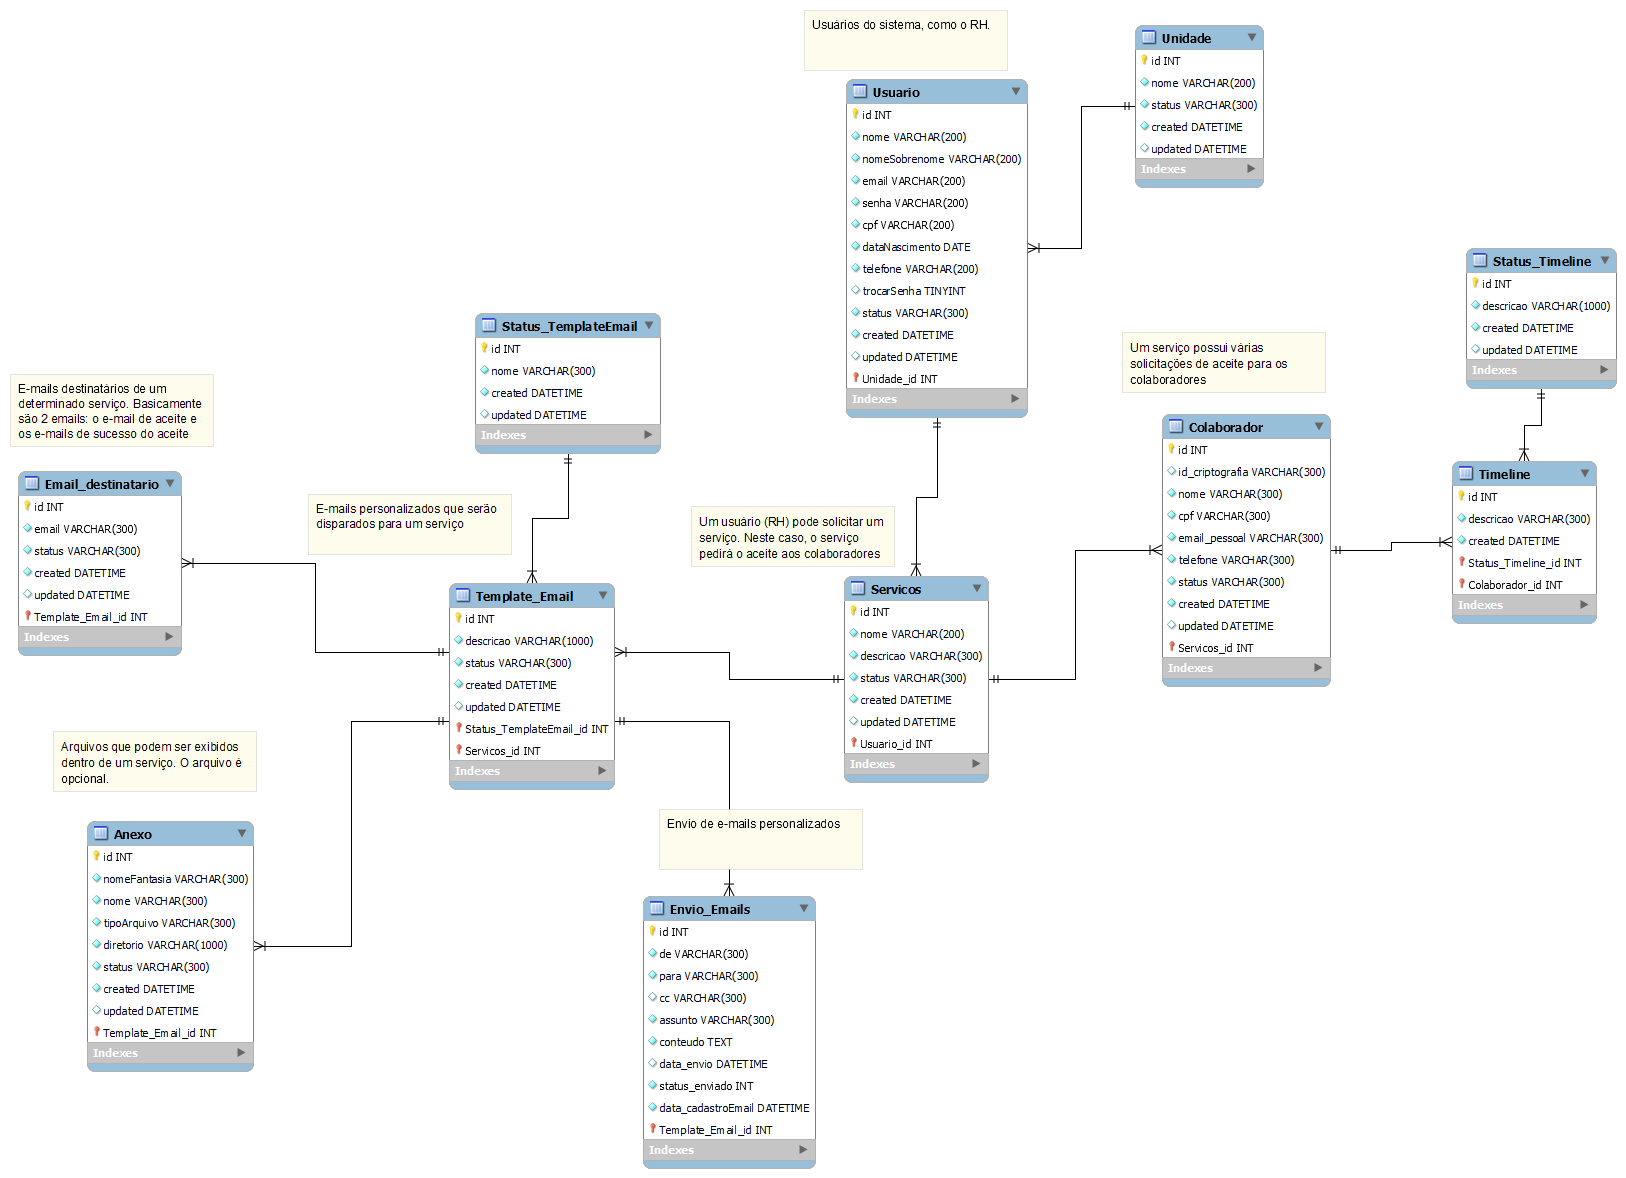 Usuários do sistema, como o RH.
Unidade
id INT
nome VARCHAR(200)
status VARCHAR(300)
created DATETIME
updated DATETIME
Indexes
Usuario
id INT
nome VARCHAR(200)
nomeSobrenome VARCHAR(200)
email VARCHAR(200)
senha VARCHAR(200)
cpf VARCHAR(200)
dataNascimento DATE
telefone VARCHAR(200)
trocarSenha TINYINT
status VARCHAR(300)
created DATETIME
updated DATETIME
Unidade_id INT
Indexes
Status_Timeline
id INT
descricao VARCHAR(1000)
created DATETIME
updated DATETIME
Indexes
Status_TemplateEmail
id INT
nome VARCHAR(300)
created DATETIME
updated DATETIME
Indexes
Um serviço possui várias
solicitações de aceite para os
colaboradores
E-mails destinatários de um
determinado serviço. Basicamente
são 2 emails: o e-mail de aceite e
os e-mails de sucesso do aceite
Colaborador
id INT
id_criptografia VARCHAR(300)
nome VARCHAR(300)
cpf VARCHAR(300)
email_pessoal VARCHAR(300)
telefone VARCHAR(300)
status VARCHAR(300)
created DATETIME
updated DATETIME
Servicos_id INT
Indexes
Timeline
id INT
descricao VARCHAR(300)
created DATETIME
Status_Timeline_id INT
Colaborador_id INT
Indexes
Email_destinatario
id INT
email VARCHAR(300)
status VARCHAR(300)
created DATETIME
updated DATETIME
Template_Email_id INT
Indexes
E-mails personalizados que serão
disparados para um serviço
Um usuário (RH) pode solicitar um
serviço. Neste caso, o serviço
pedirá o aceite aos colaboradores
Template_Email
id INT
descricao VARCHAR(1000)
status VARCHAR(300)
created DATETIME
updated DATETIME
Status_TemplateEmail_id INT
Servicos_id INT
Indexes
Servicos
id INT
nome VARCHAR(200)
descricao VARCHAR(300)
status VARCHAR(300)
created DATETIME
updated DATETIME
Usuario_id INT
Indexes
Arquivos que podem ser exibidos
dentro de um serviço. O arquivo é
opcional.
Anexo
id INT
nomeFantasia VARCHAR(300)
nome VARCHAR(300)
tipoArquivo VARCHAR(300)
diretorio VARCHAR(1000)
status VARCHAR(300)
created DATETIME
updated DATETIME
Template_Email_id INT
Indexes
Envio de e-mails personalizados
Envio_Emails
id INT
de VARCHAR(300)
para VARCHAR(300)
cc VARCHAR(300)
assunto VARCHAR(300)
conteudo TEXT
data_envio DATETIME
status_enviado INT
data_cadastroEmail DATETIME
Template_Email_id INT
Indexes